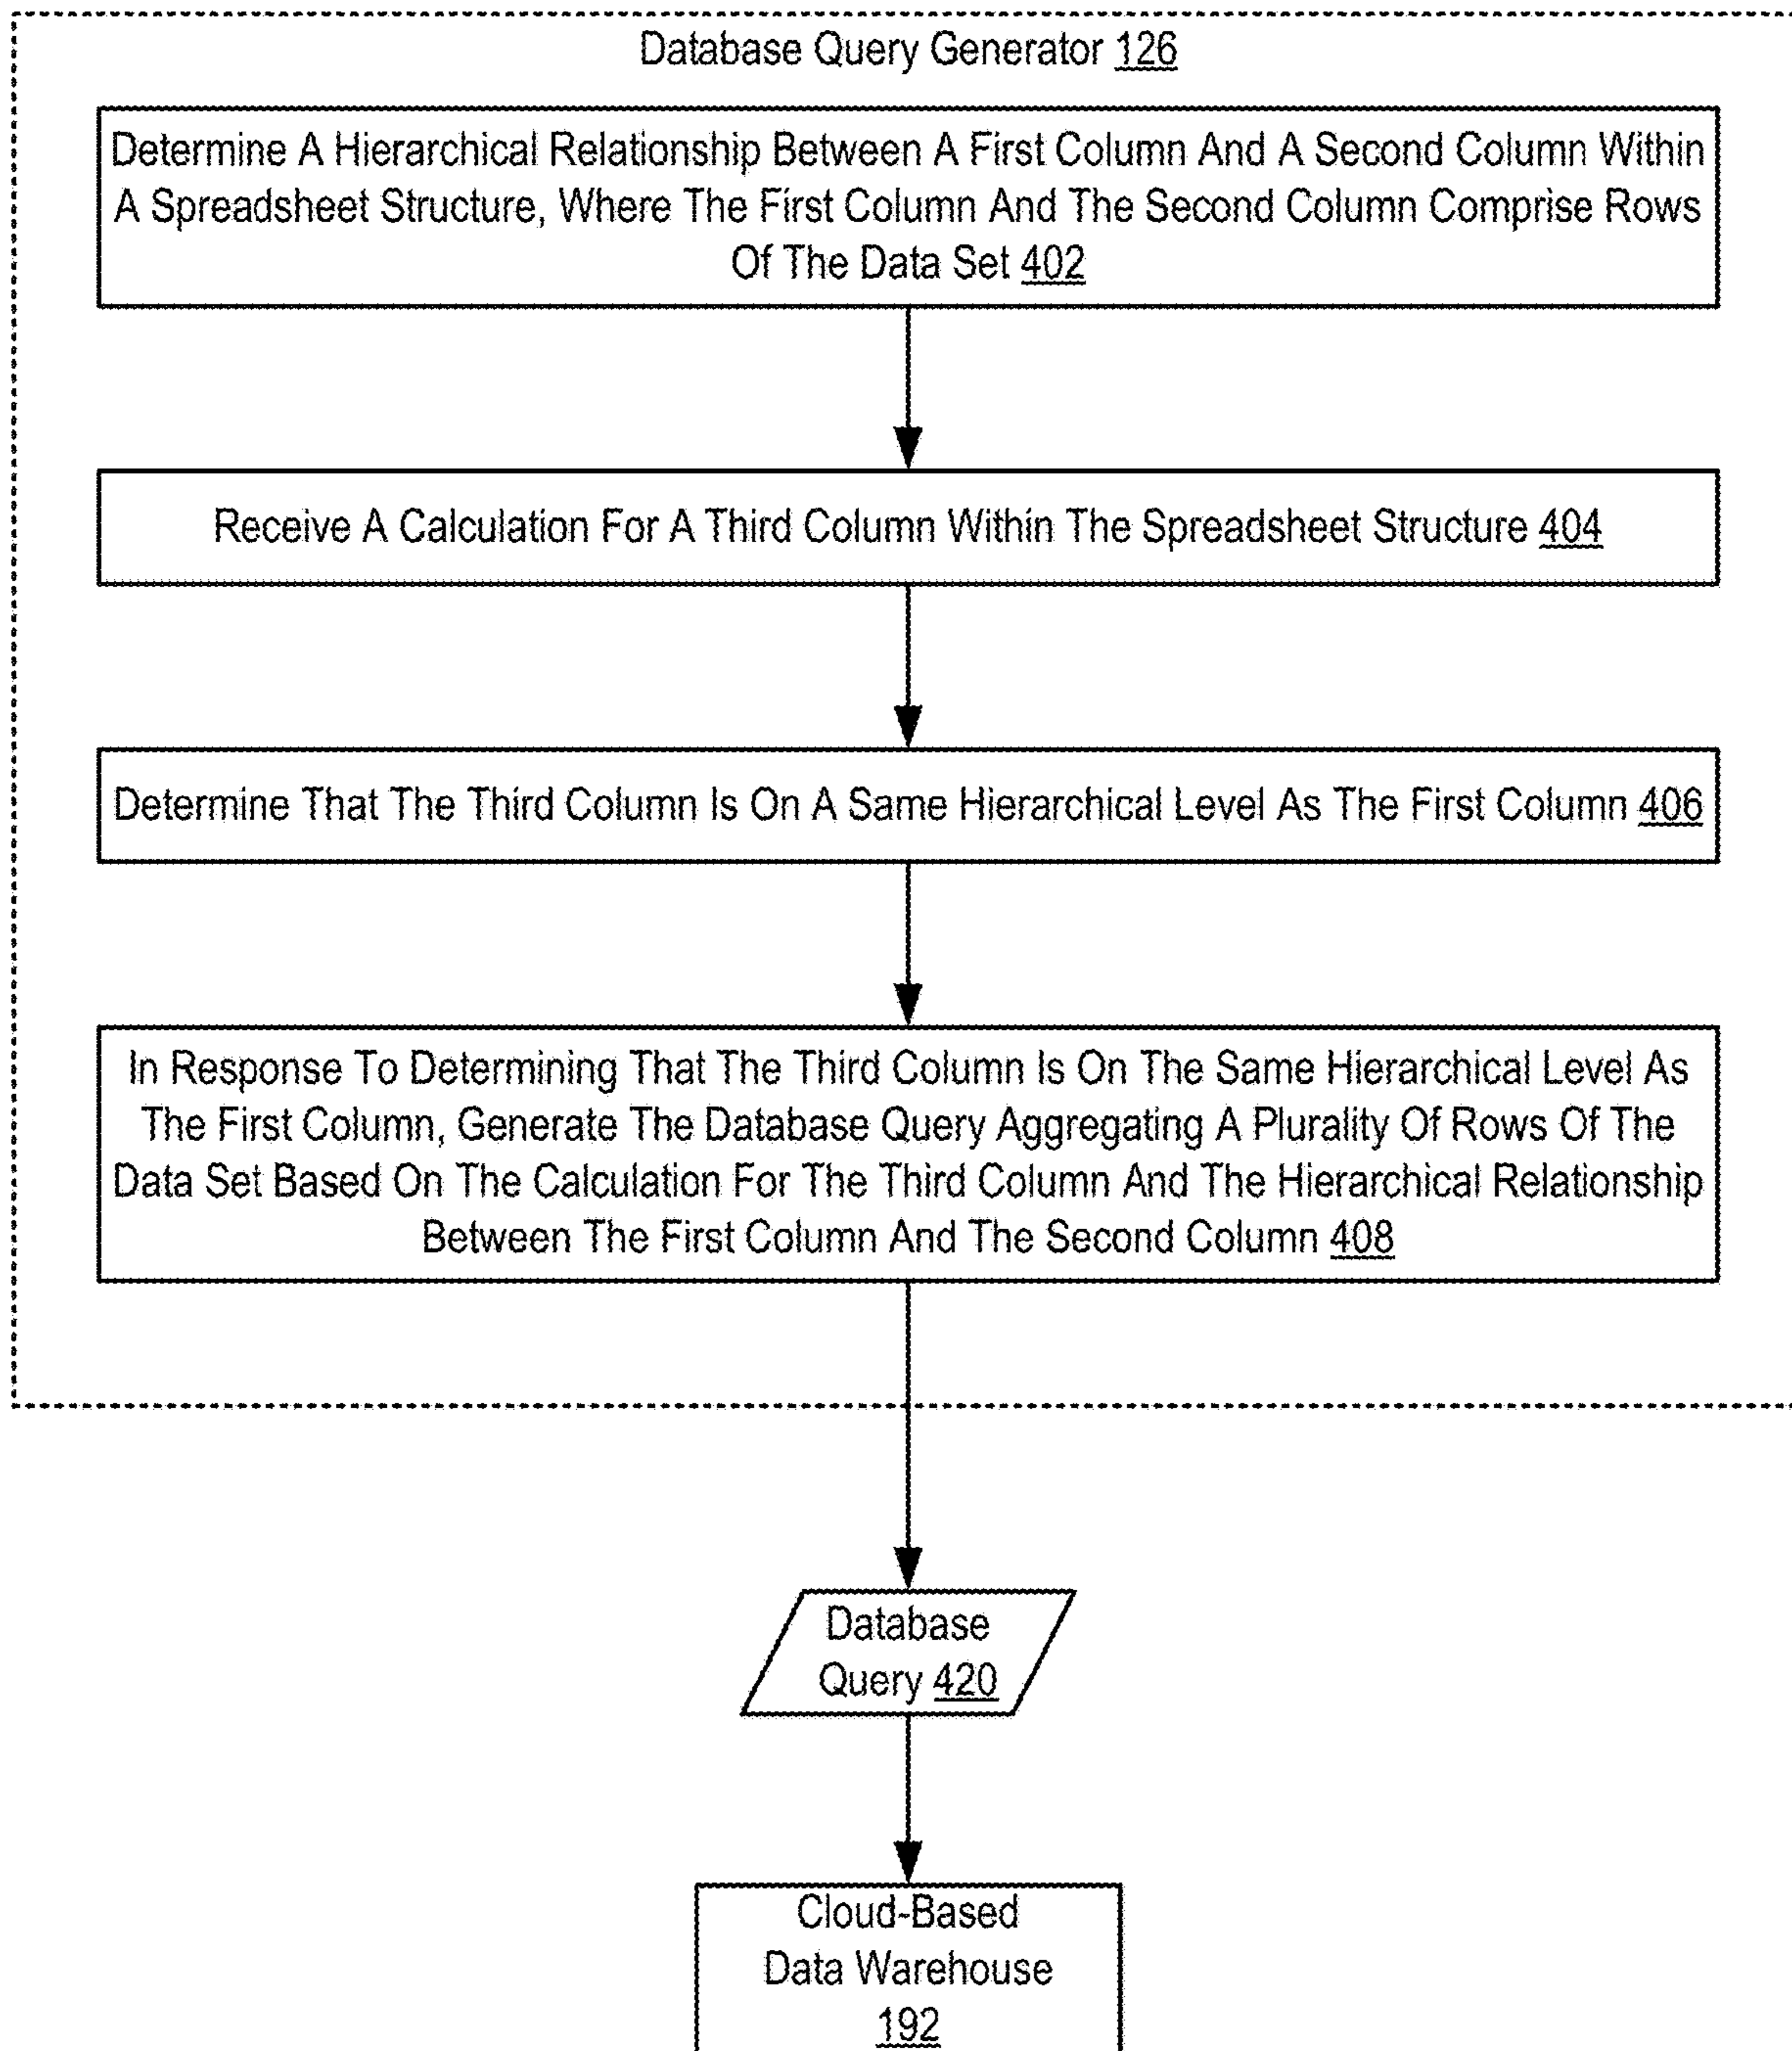 Database Query Generator 126
Determine A Hierarchical Relationship Between A First Column And A Second Column Within
A Spreadsheet Structure, Where The First Column And The Second Column Comprise Rows
Of The Data Set 402
Receive A Calculation For A Third Column Within The Spreadsheet Structure 404
Determine That The Third Column Is On A Same Hierarchical Level As The First Column 406
In Response To Determining That The Third Column Is On The Same Hierarchical Level As
The First Column, Generate The Database Query Aggregating A Plurality Of Rows Of The
Data Set Based On The Calculation For The Third Column And The Hierarchical Relationship
Between The First Column And The Second Column 408
Database
Query 420
Cloud-Based
Data Warehouse
192